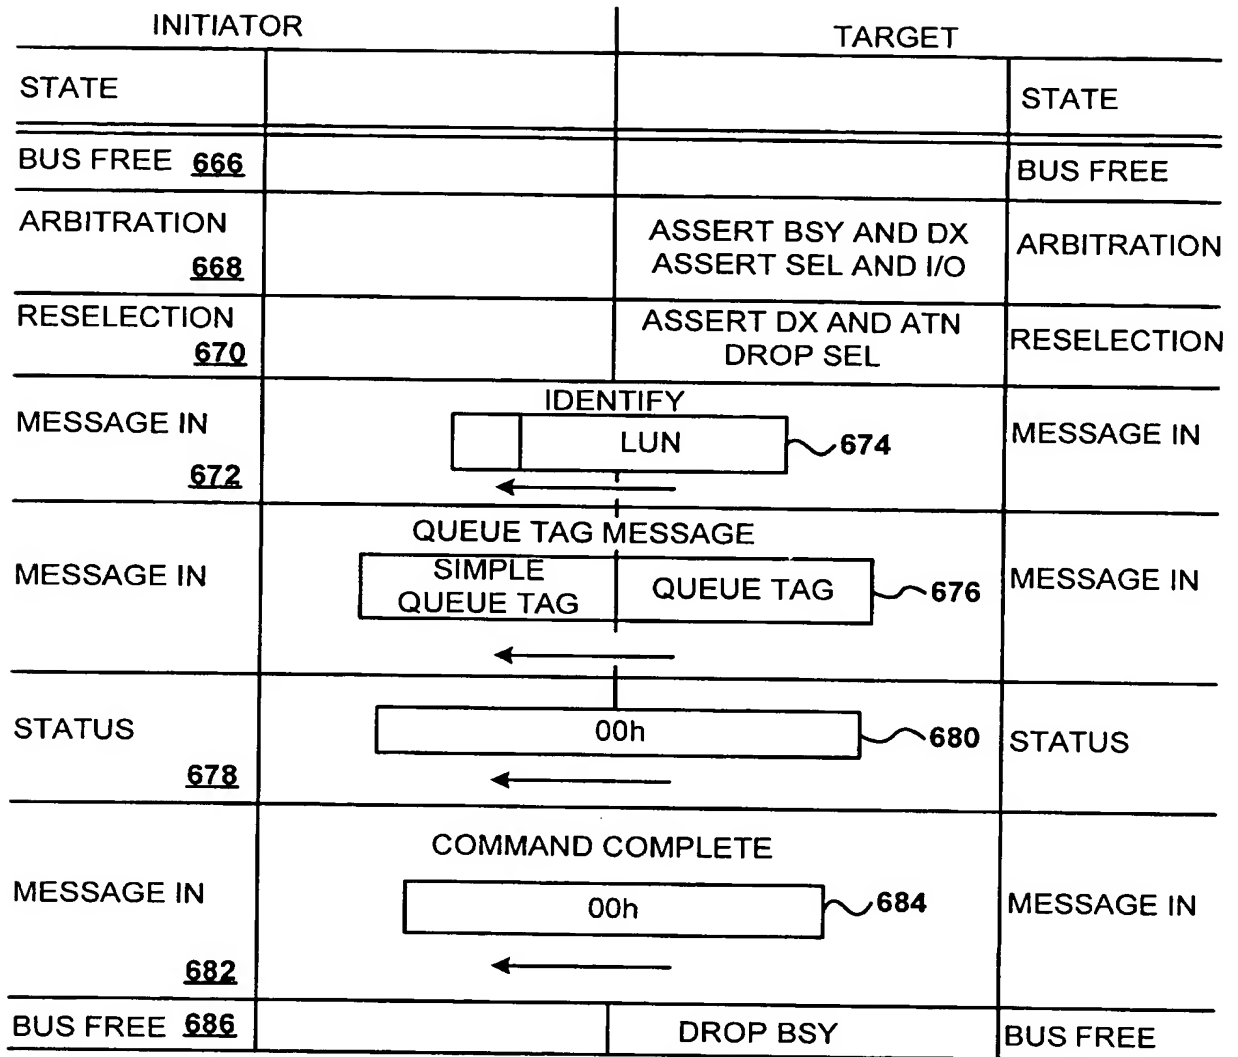 INITIATOR
TARGET
STATE
STATE
BUS FREE 666
BUS FREE
ARBITRATION
668
ASSERT BSY AND DX
ASSERT SEL AND I/O
ARBITRATION
RESELECTION
670
ASSERT DX AND ATN
DROP SEL
RESELECTION
MESSAGE IN
672
IDENTIFY
LUN
674
MESSAGE IN
MESSAGE IN
QUEUE TAG MESSAGE
SIMPLE
QUEUE TAG
QUEUE TAG
676
MESSAGE IN
STATUS
678
00h
680
STATUS
MESSAGE IN
682
COMMAND COMPLETE
00h
684
MESSAGE IN
BUS FREE 686
DROP BSY
BUS FREE